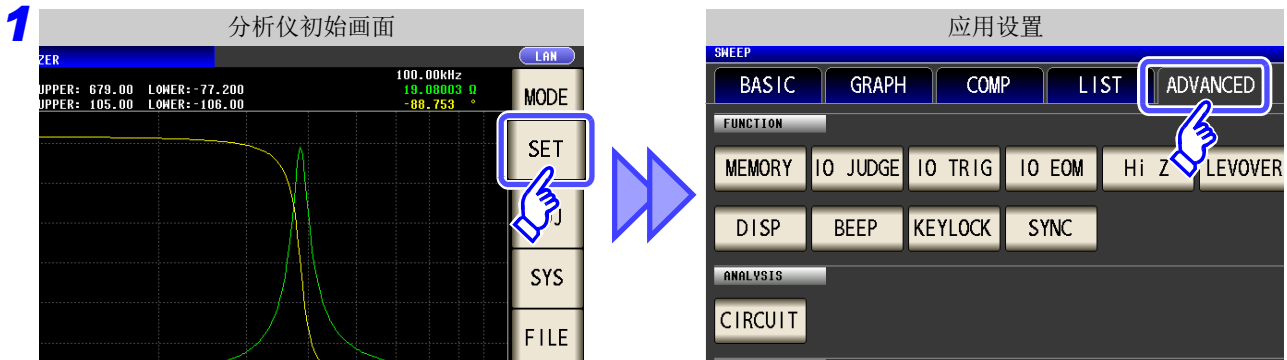 1
分析仪初始画面
ZER
LAN
UPPER: 679.00 LOWER:-77.200
UPPER: 105.00 LOWER:-106.00
100.00kHz
19.08003 Ω
-88.753 °
MODE
SET
SYS
FILE
应用设置
SWEEP
BASIC GRAPH COMP LIST ADVANCED
FUNCTION
MEMORY IO JUDGE IO TRIG IO EOM Hi Z LEVOVER
DISP BEEP KEYLOCK SYNC
ANALYSIS
CIRCUIT